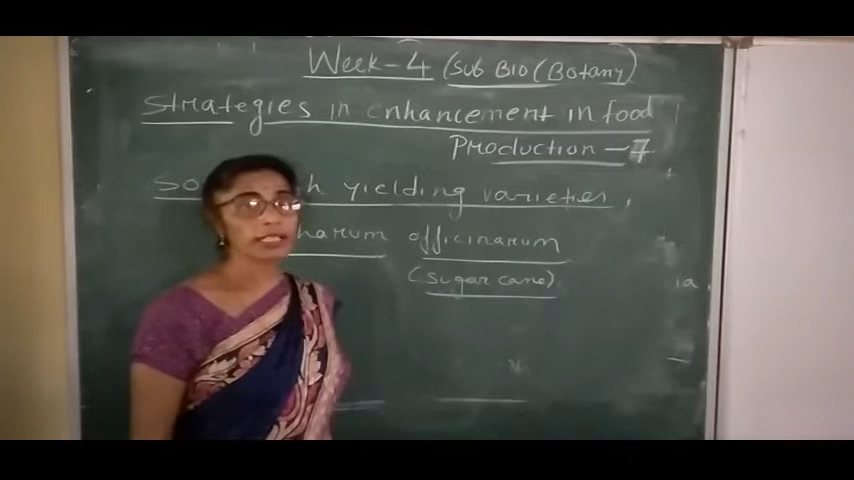 Week-4 (Sub BIO (Botany)
Strategies in enhancement in food
Production -7
yielding varieties.
officinarum
(sugar cane)